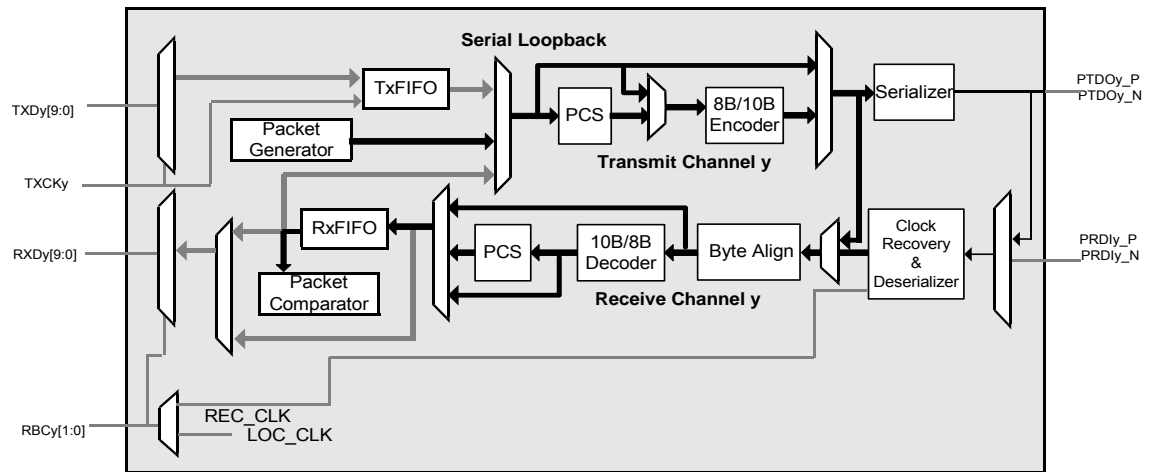 Serial Loopback
TXDy[9:0]
TxFIFO
Packet
Generator
PCS
8B/10B
Encoder
Serializer
PTDOy_P
PTDOy_N
Transmit Channel y
TXCKy
RXDy[9:0]
RxFIFO
Packet
Comparator
PCS
10B/8B
Decoder
Byte Align
Clock
Recovery
&
Deserializer
PRDIy_P
PRDIy_N
Receive Channel y
RBCy[1:0]
REC_CLK
LOC_CLK